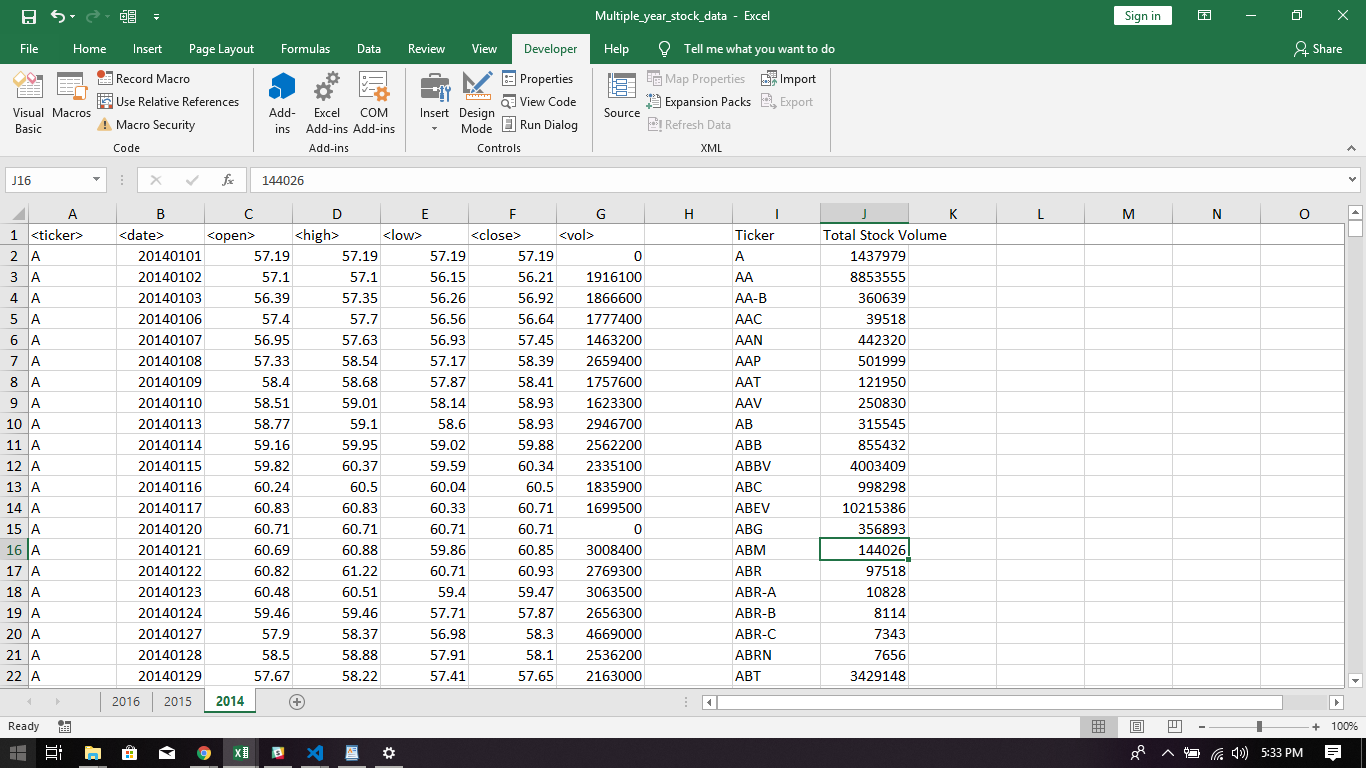 Multiple_year_stock_data - Excel
Sign in
File Home Insert Page Layout Formulas Data Review View Developer Help Tell me what you want to do Share
Visual Basic
Macros
Record Macro
Use Relative References
Macro Security
Code
Add-ins
Excel Add-ins
COM Add-ins
Add-ins
Insert
Design Mode
Properties
View Code
Run Dialog
Controls
Source
Map Properties
Expansion Packs
Refresh Data
Import
Export
XML
J16 fx 144026
A B C D E F G H I J K L M N O
1 <ticker> <date> <open> <high> <low> <close> <vol> Ticker Total Stock Volume
2 A 20140101 57.19 57.19 57.19 57.19 0 A 1437979
3 A 20140102 57.1 57.1 56.15 56.21 1916100 AA 8853555
4 A 20140103 56.39 57.35 56.26 56.92 1866600 AA-B 360639
5 A 20140106 57.4 57.7 56.56 56.64 1777400 AAC 39518
6 A 20140107 56.95 57.63 56.93 57.45 1463200 AAN 442320
7 A 20140108 57.33 58.54 57.17 58.39 2659400 AAP 501999
8 A 20140109 58.4 58.68 57.87 58.41 1757600 AAT 121950
9 A 20140110 58.51 59.01 58.14 58.93 1623300 AAV 250830
10 A 20140113 58.77 59.1 58.6 58.93 2946700 AB 315545
11 A 20140114 59.16 59.95 59.02 59.88 2562200 ABB 855432
12 A 20140115 59.82 60.37 59.59 60.34 2335100 ABBV 4003409
13 A 20140116 60.24 60.5 60.04 60.5 1835900 ABC 998298
14 A 20140117 60.83 60.83 60.33 60.71 1699500 ABEV 10215386
15 A 20140120 60.71 60.71 60.71 60.71 0 ABG 356893
16 A 20140121 60.69 60.88 59.86 60.85 3008400 ABM 144026
17 A 20140122 60.82 61.22 60.71 60.93 2769300 ABR 97518
18 A 20140123 60.48 60.51 59.4 59.47 3063500 ABR-A 10828
19 A 20140124 59.46 59.46 57.71 57.87 2656300 ABR-B 8114
20 A 20140127 57.9 58.37 56.98 58.3 4669000 ABR-C 7343
21 A 20140128 58.5 58.88 57.91 58.1 2536200 ABRN 7656
22 A 20140129 57.67 58.22 57.41 57.65 2163000 ABT 3429148
2016 2015 2014
Ready 100%
5:33 PM